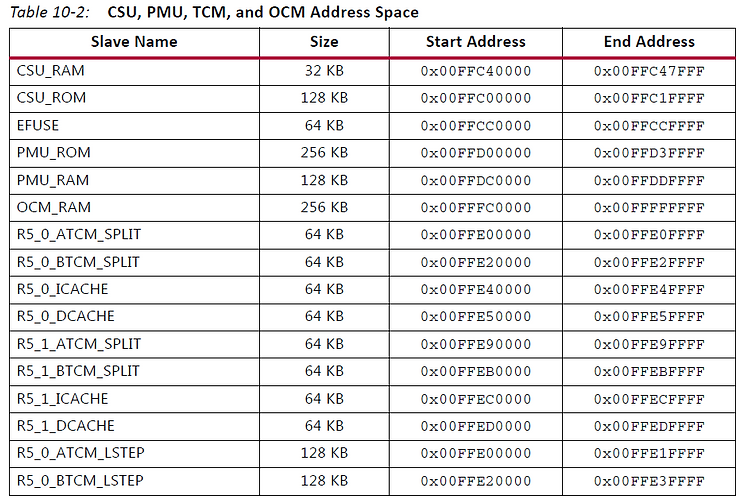 Table 10-2: CSU, PMU, TCM, and OCM Address Space
Slave Name Size Start Address End Address
CSU_RAM 32 KB 0x00FFC40000 0x00FFC47FFF
CSU_ROM 128 KB 0x00FFC00000 0x00FFC1FFFF
EFUSE 64 KB 0x00FFCC0000 0x00FFCCFFFF
PMU_ROM 256 KB 0x00FFD00000 0x00FFD3FFFF
PMU_RAM 128 KB 0x00FFDC0000 0x00FFDDFFFF
OCM_RAM 256 KB 0x00FFFC0000 0x00FFFFFFFF
R5_0_ATCM_SPLIT 64 KB 0x00FFE00000 0x00FFE0FFFF
R5_0_BTCM_SPLIT 64 KB 0x00FFE20000 0x00FFE2FFFF
R5_0_ICACHE 64 KB 0x00FFE40000 0x00FFE4FFFF
R5_0_DCACHE 64 KB 0x00FFE50000 0x00FFE5FFFF
R5_1_ATCM_SPLIT 64 KB 0x00FFE90000 0x00FFE9FFFF
R5_1_BTCM_SPLIT 64 KB 0x00FFEB0000 0x00FFEBFFFF
R5_1_ICACHE 64 KB 0x00FFEC0000 0x00FFECFFFF
R5_1_DCACHE 64 KB 0x00FFED0000 0x00FFEDFFFF
R5_0_ATCM_LSTEP 128 KB 0x00FFE00000 0x00FFE1FFFF
R5_0_BTCM_LSTEP 128 KB 0x00FFE20000 0x00FFE3FFFF